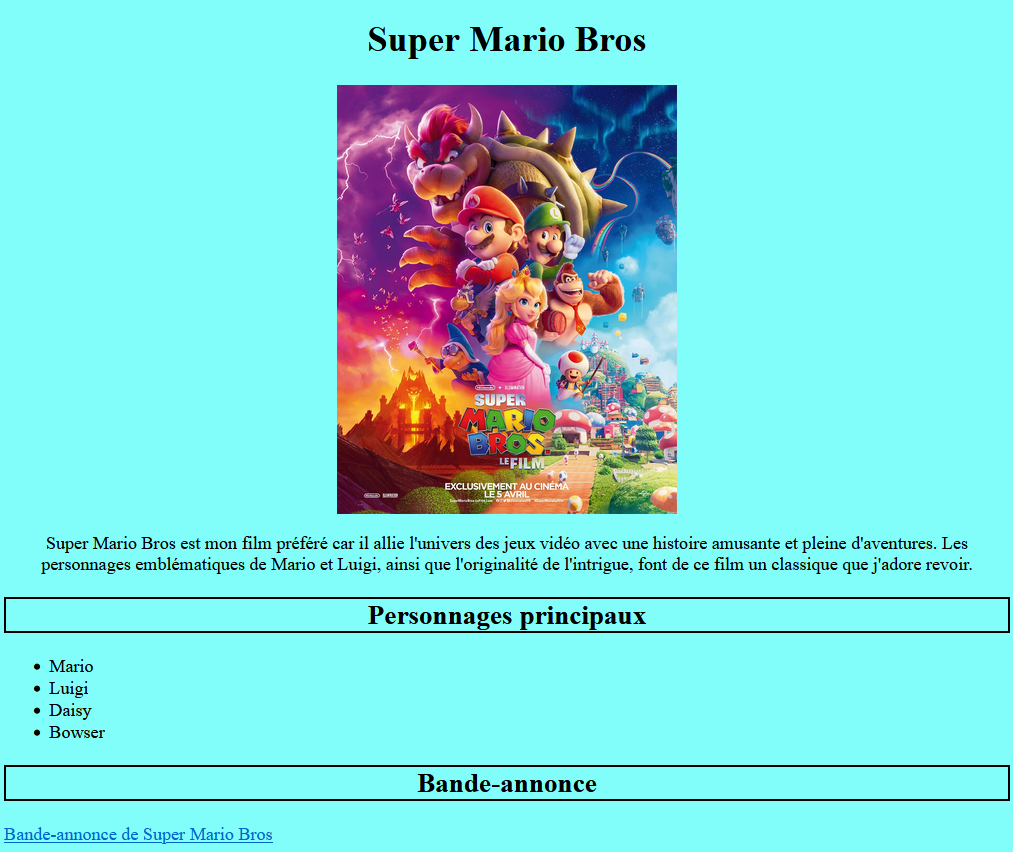 Super Mario Bros
SUPER
MARIO
BROS.
LE FILM
EXCLUSIVEMENT AU CINÉMA
LE 5 AVRIL
Super Mario Bros est mon film préféré car il allie l'univers des jeux vidéo avec une histoire amusante et pleine d'aventures. Les
personnages emblématiques de Mario et Luigi, ainsi que l'originalité de l'intrigue, font de ce film un classique que j'adore revoir.
Personnages principaux
Mario
Luigi
Daisy
Bowser
Bande-annonce
Bande-annonce de Super Mario Bros